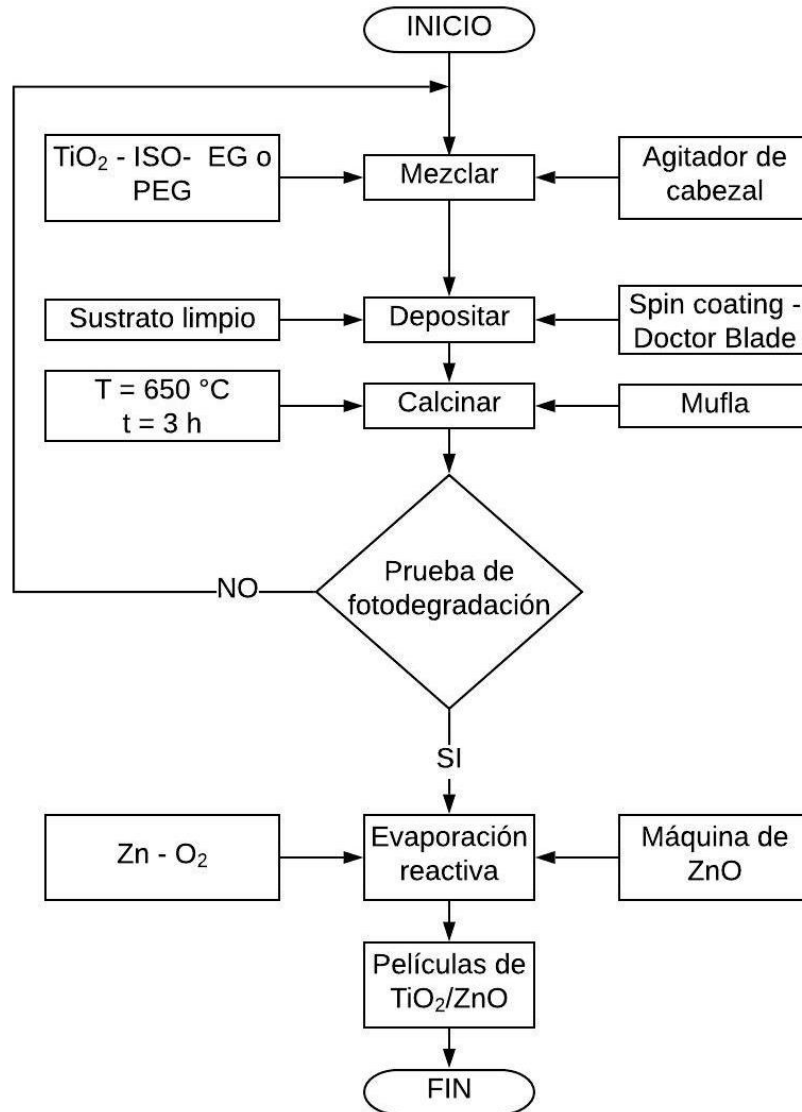 INICIO
TiO₂ - ISO- EG o
PEG
Mezclar
Agitador de
cabezal
Sustrato limpio
Depositar
Spin coating -
Doctor Blade
T = 650 °C
t = 3 h
Calcinar
Mufla
Prueba de
fotodegradación
NO
SI
Zn - O₂
Evaporación
reactiva
Máquina de
ZnO
Películas de
TiO₂/ZnO
FIN